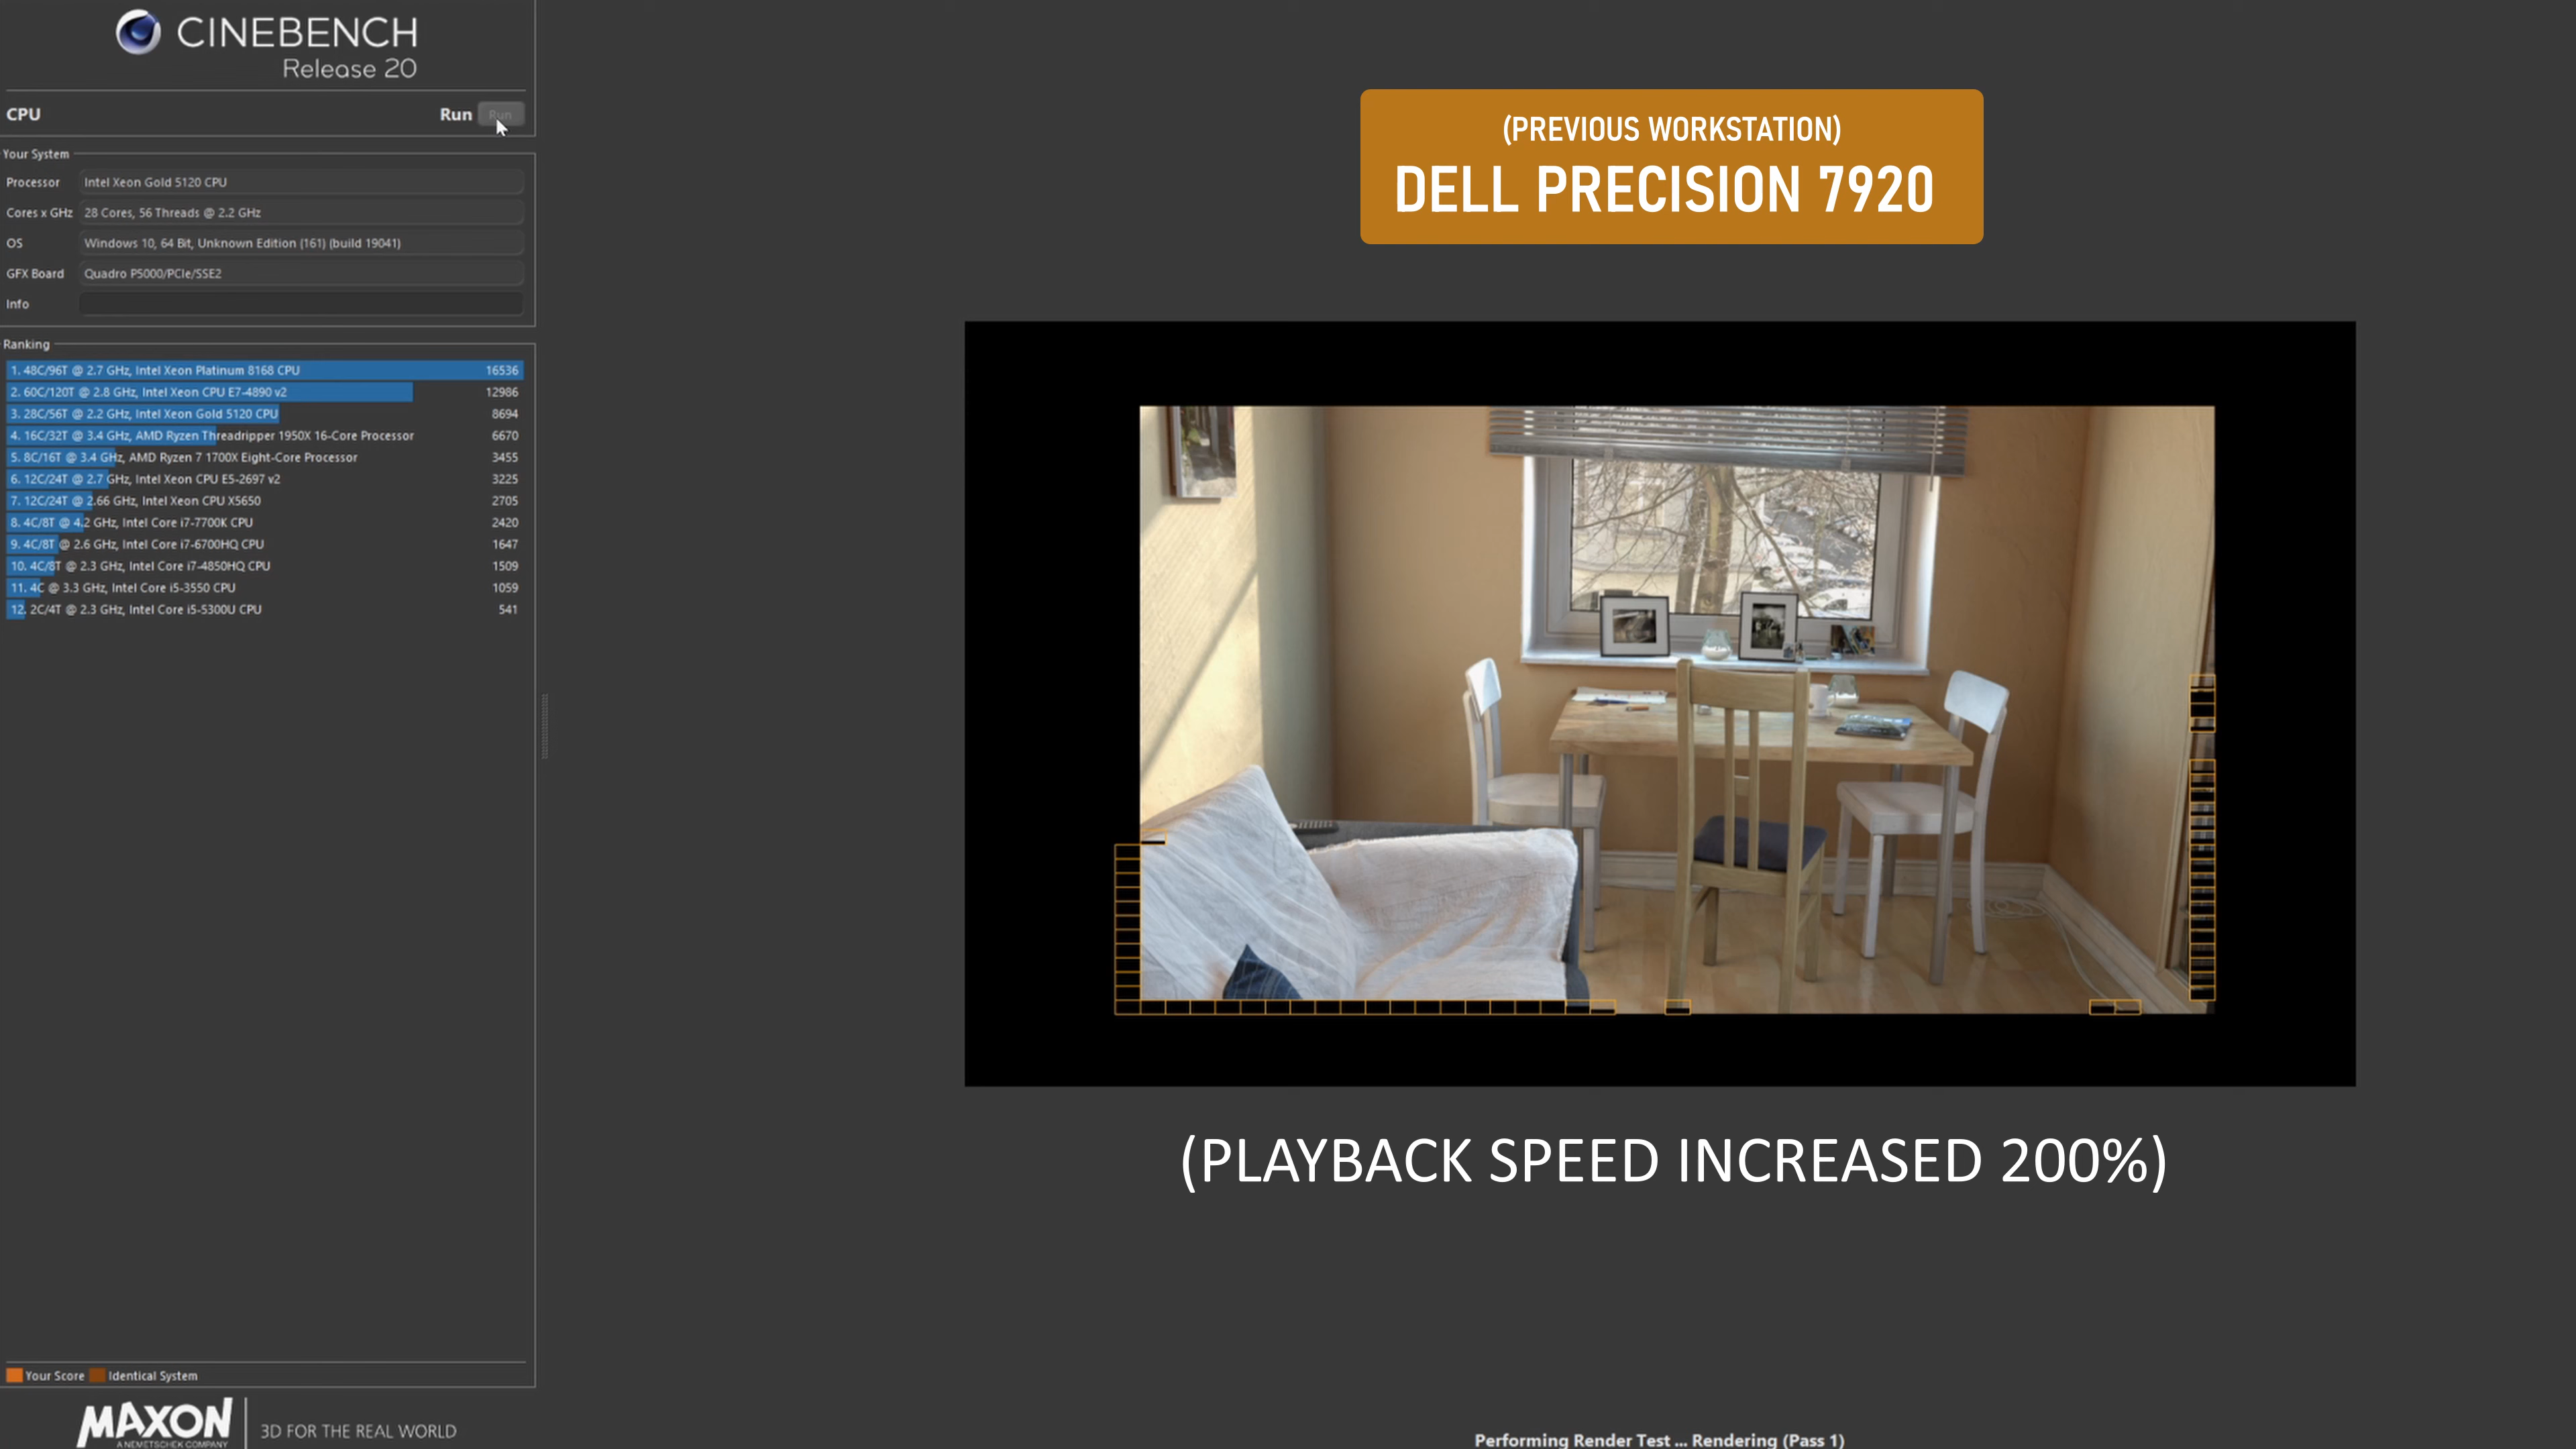 CINEBENCH
Release 20
CPU
Run
Run
Your System
Processor Intel Xeon Gold 5120 CPU
Cores x GHz 28 Cores, 56 Threads @ 2.2 GHz
OS Windows 10, 64 Bit, Unknown Edition (161) (build 19041)
GFX Board Quadro P5000/PCIe/SSE2
Info
Ranking
1. 48C/96T @ 2.7 GHz, Intel Xeon Platinum 8168 CPU 16536
2. 60C/120T @ 2.8 GHz, Intel Xeon CPU E7-4890 v2 12986
3. 28C/56T @ 2.2 GHz, Intel Xeon Gold 5120 CPU 8694
4. 16C/32T @ 3.4 GHz, AMD Ryzen Threadripper 1950X 16-Core Processor 6670
5. 8C/16T @ 3.4 GHz, AMD Ryzen 7 1700X Eight-Core Processor 3455
6. 12C/24T @ 2.7 GHz, Intel Xeon CPU E5-2697 v2 3225
7. 12C/24T @ 2.66 GHz, Intel Xeon CPU X5650 2705
8. 4C/8T @ 4.2 GHz, Intel Core i7-7700K CPU 2420
9. 4C/8T @ 2.6 GHz, Intel Core i7-6700HQ CPU 1647
10. 4C/8T @ 2.3 GHz, Intel Core i7-4850HQ CPU 1509
11. 4C @ 3.3 GHz, Intel Core i5-3550 CPU 1059
12. 2C/4T @ 2.3 GHz, Intel Core i5-5300U CPU 541
Your Score Identical System
MAXON
A NEMETSCHEK COMPANY
3D FOR THE REAL WORLD
(PREVIOUS WORKSTATION)
DELL PRECISION 7920
(PLAYBACK SPEED INCREASED 200%)
Performing Render Test ... Rendering (Pass 1)